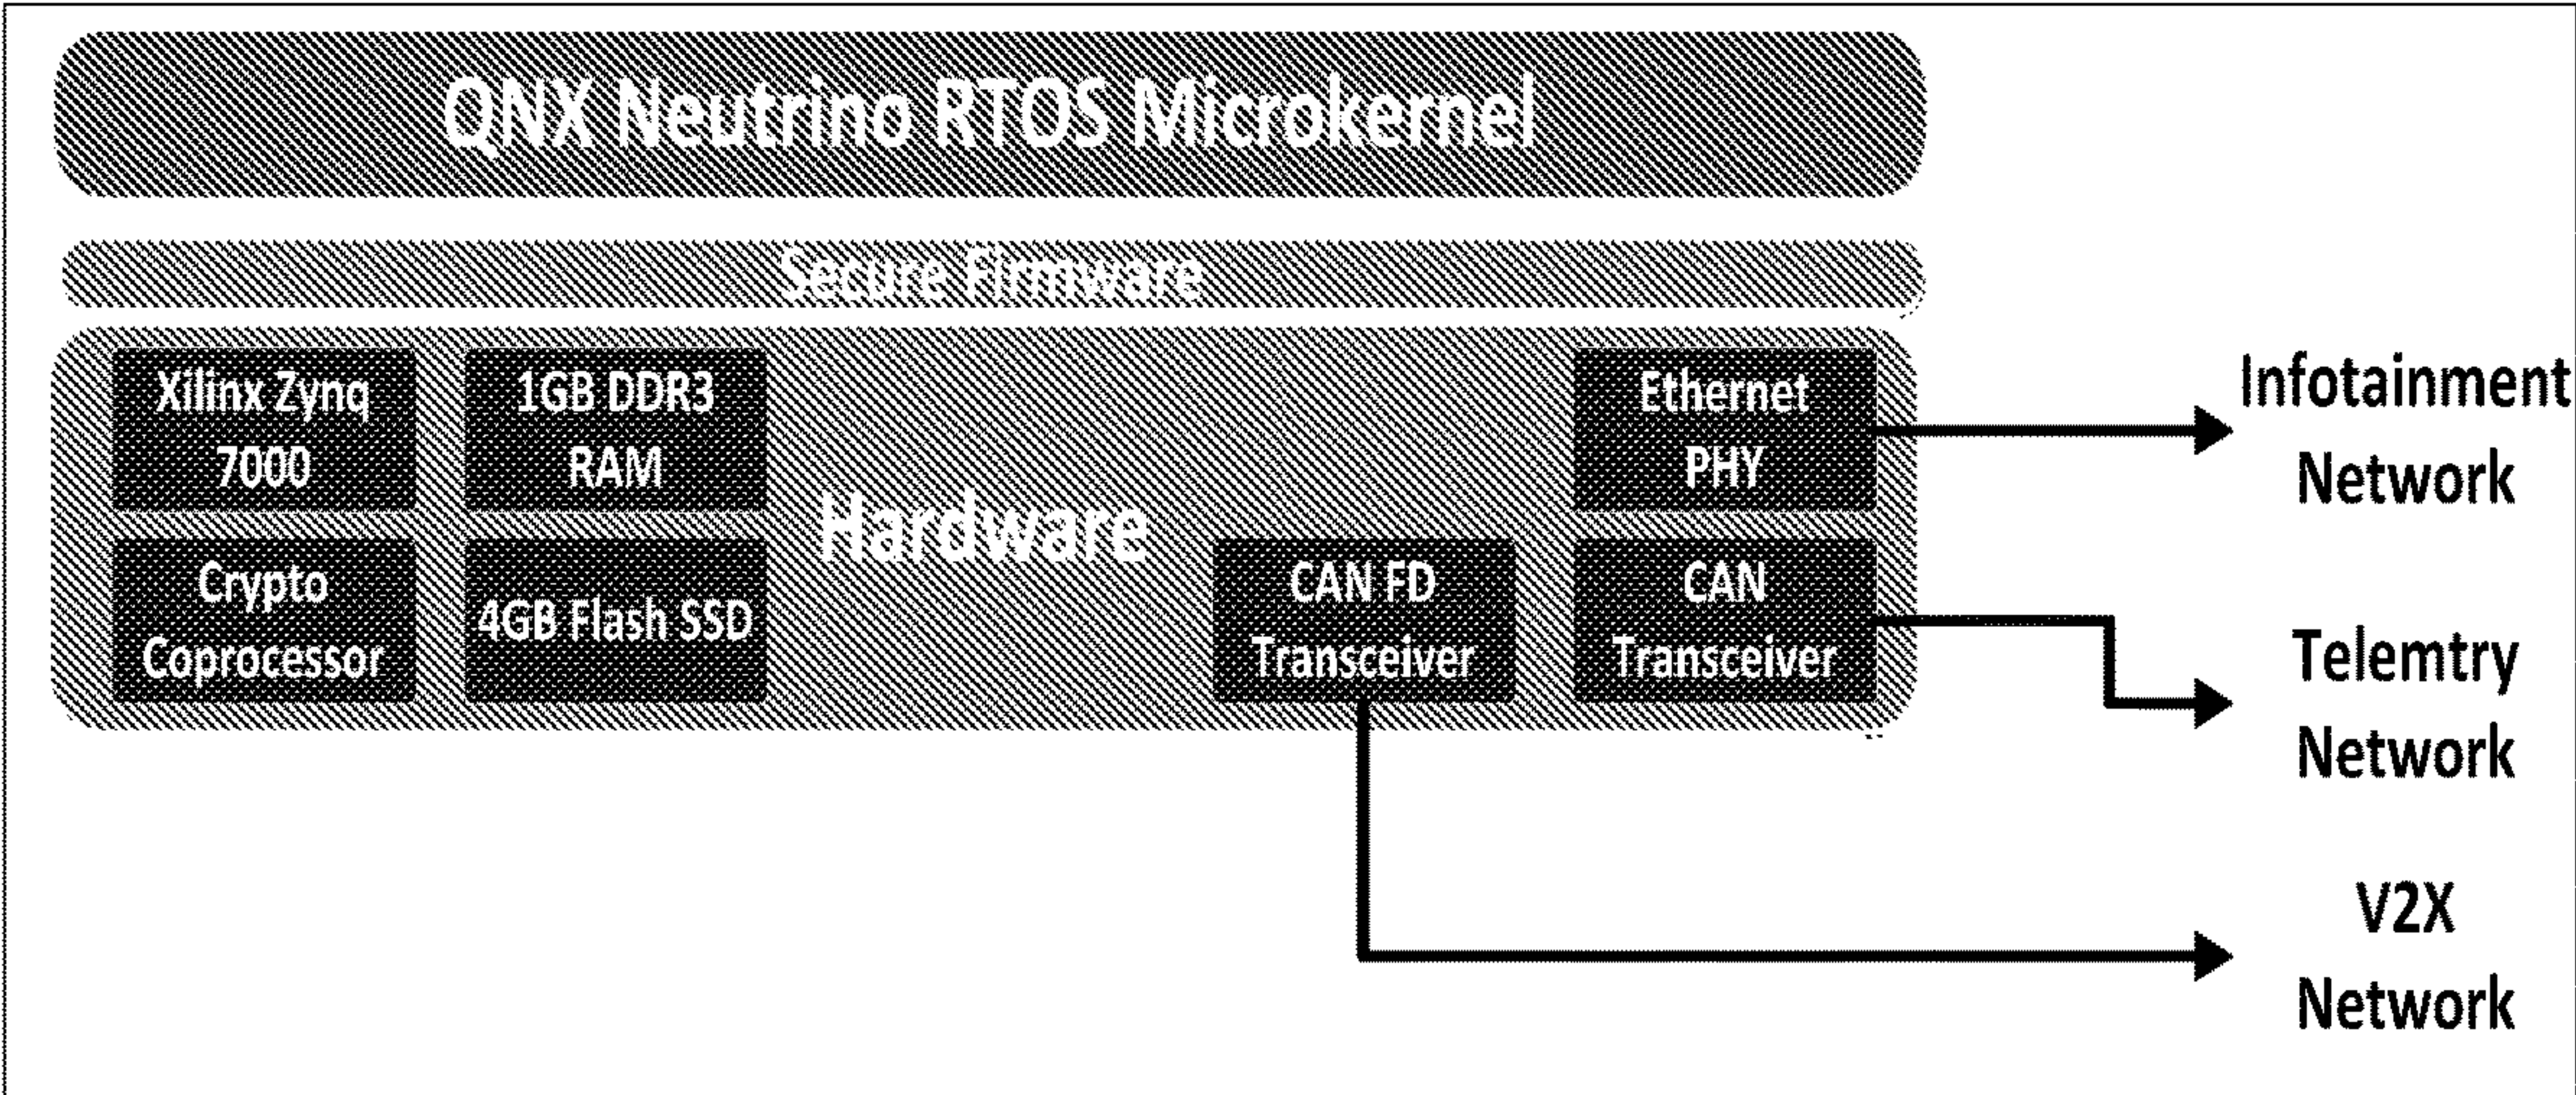 QNX Neutrino RTOS Microkernel
Secure Firmware
Xilinx Zynq
7000
1GB DDR3
RAM
Ethernet
PHY
Infotainment
Network
Hardware
Crypto
Coprocessor
4GB Flash SSD
CAN FD
Transceiver
CAN
Transceiver
Telemtry
Network
V2X
Network